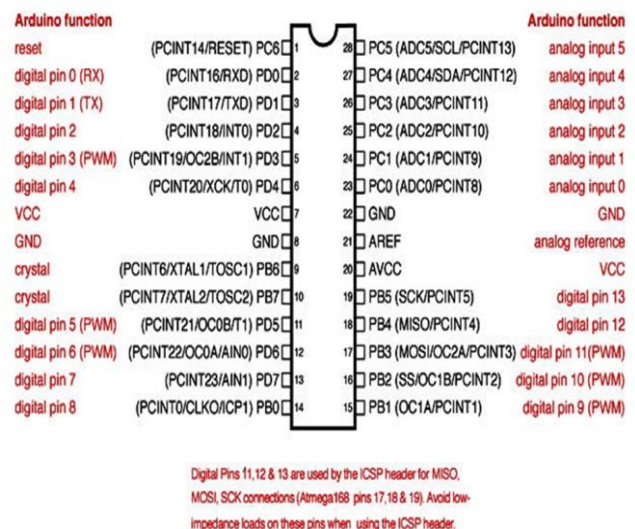 Arduino function Arduino function
reset (PCINT14/RESET) PC6 1 28 PC5 (ADC5/SCL/PCINT13) analog input 5
digital pin 0 (RX) (PCINT16/RXD) PD0 2 27 PC4 (ADC4/SDA/PCINT12) analog input 4
digital pin 1 (TX) (PCINT17/TXD) PD1 3 26 PC3 (ADC3/PCINT11) analog input 3
digital pin 2 (PCINT18/INT0) PD2 4 25 PC2 (ADC2/PCINT10) analog input 2
digital pin 3 (PWM) (PCINT19/OC2B/INT1) PD3 5 24 PC1 (ADC1/PCINT9) analog input 1
digital pin 4 (PCINT20/XCK/T0) PD4 6 23 PC0 (ADC0/PCINT8) analog input 0
VCC VCC 7 22 GND GND
GND GND 8 21 AREF analog reference
crystal (PCINT6/XTAL1/TOSC1) PB6 9 20 AVCC VCC
crystal (PCINT7/XTAL2/TOSC2) PB7 10 19 PB5 (SCK/PCINT5) digital pin 13
digital pin 5 (PWM) (PCINT21/OC0B/T1) PD5 11 18 PB4 (MISO/PCINT4) digital pin 12
digital pin 6 (PWM) (PCINT22/OC0A/AIN0) PD6 12 17 PB3 (MOSI/OC2A/PCINT3) digital pin 11(PWM)
digital pin 7 (PCINT23/AIN1) PD7 13 16 PB2 (SS/OC1B/PCINT2) digital pin 10 (PWM)
digital pin 8 (PCINT0/CLKO/ICP1) PB0 14 15 PB1 (OC1A/PCINT1) digital pin 9 (PWM)
Digital Pins 11,12 & 13 are used by the ICSP header for MISO,
MOSI, SCK connections (Atmega168 pins 17,18 & 19). Avoid low-
impedance loads on these pins when using the ICSP header.